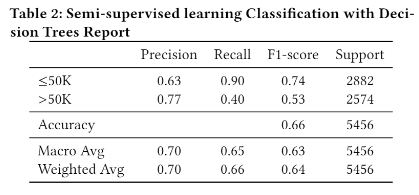 Table 2: Semi-supervised learning Classification with Deci-
sion Trees Report
Precision Recall F1-score Support
≤50K 0.63 0.90 0.74 2882
>50K 0.77 0.40 0.53 2574
Accuracy 0.66 5456
Macro Avg 0.70 0.65 0.63 5456
Weighted Avg 0.70 0.66 0.64 5456